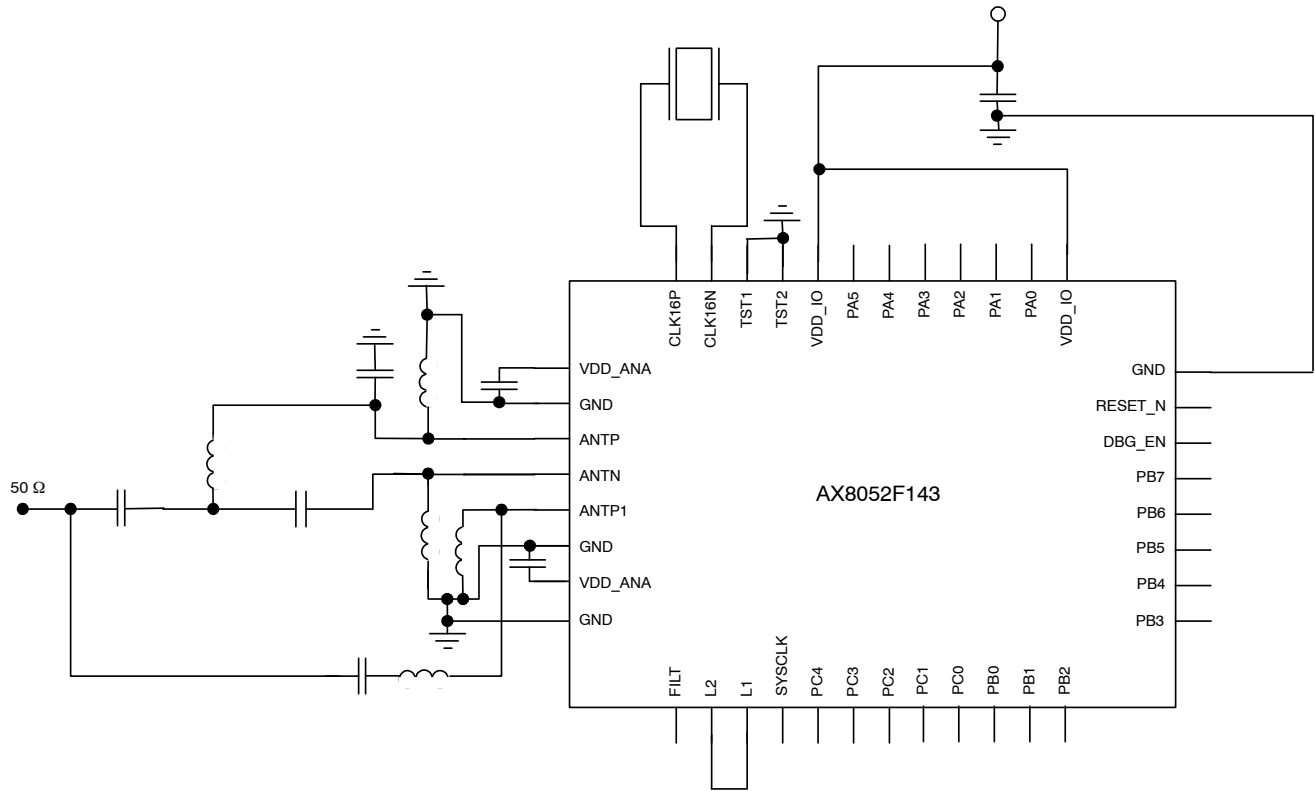 50 Ω
CLK16P
CLK16N
TST1
TST2
VDD_IO
PA5
PA4
PA3
PA2
PA1
PA0
VDD_IO
VDD_ANA
GND
ANTP
ANTN
ANTP1
GND
VDD_ANA
GND
AX8052F143
GND
RESET_N
DBG_EN
PB7
PB6
PB5
PB4
PB3
FILT
L2
L1
SYSCLK
PC4
PC3
PC2
PC1
PC0
PB0
PB1
PB2